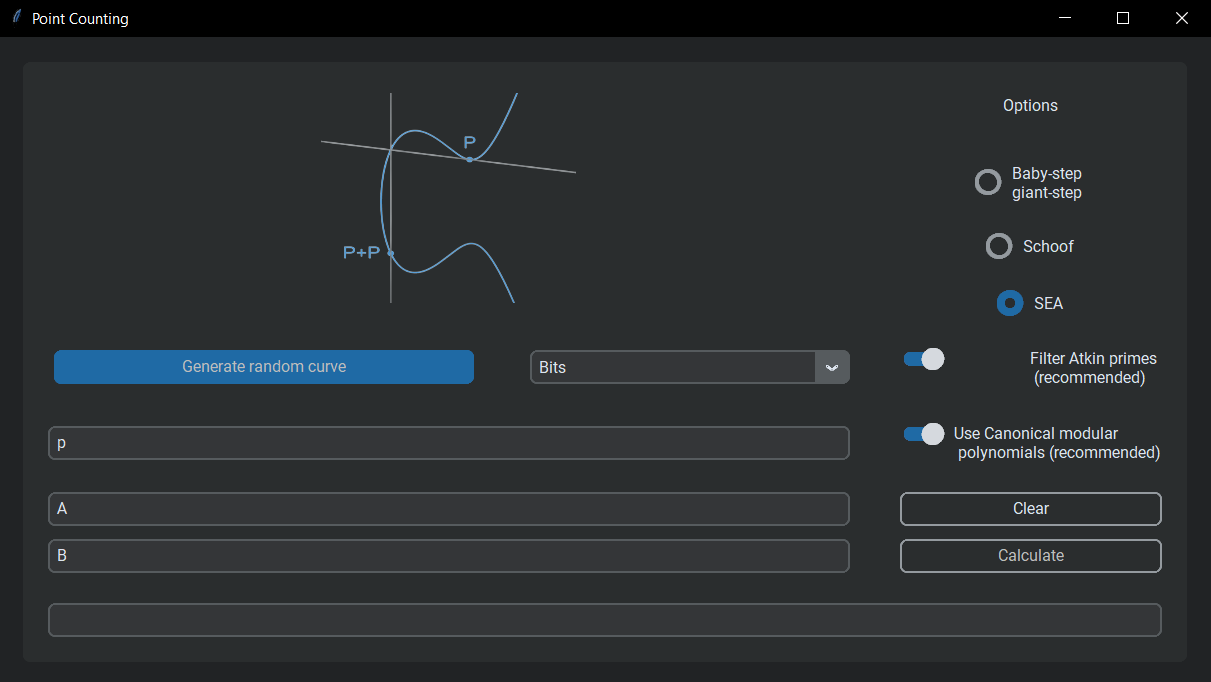 Point Counting
P
P+P
Options
Baby-step
giant-step
Schoof
SEA
Generate random curve
Bits
Filter Atkin primes
(recommended)
p
Use Canonical modular
polynomials (recommended)
A
Clear
B
Calculate